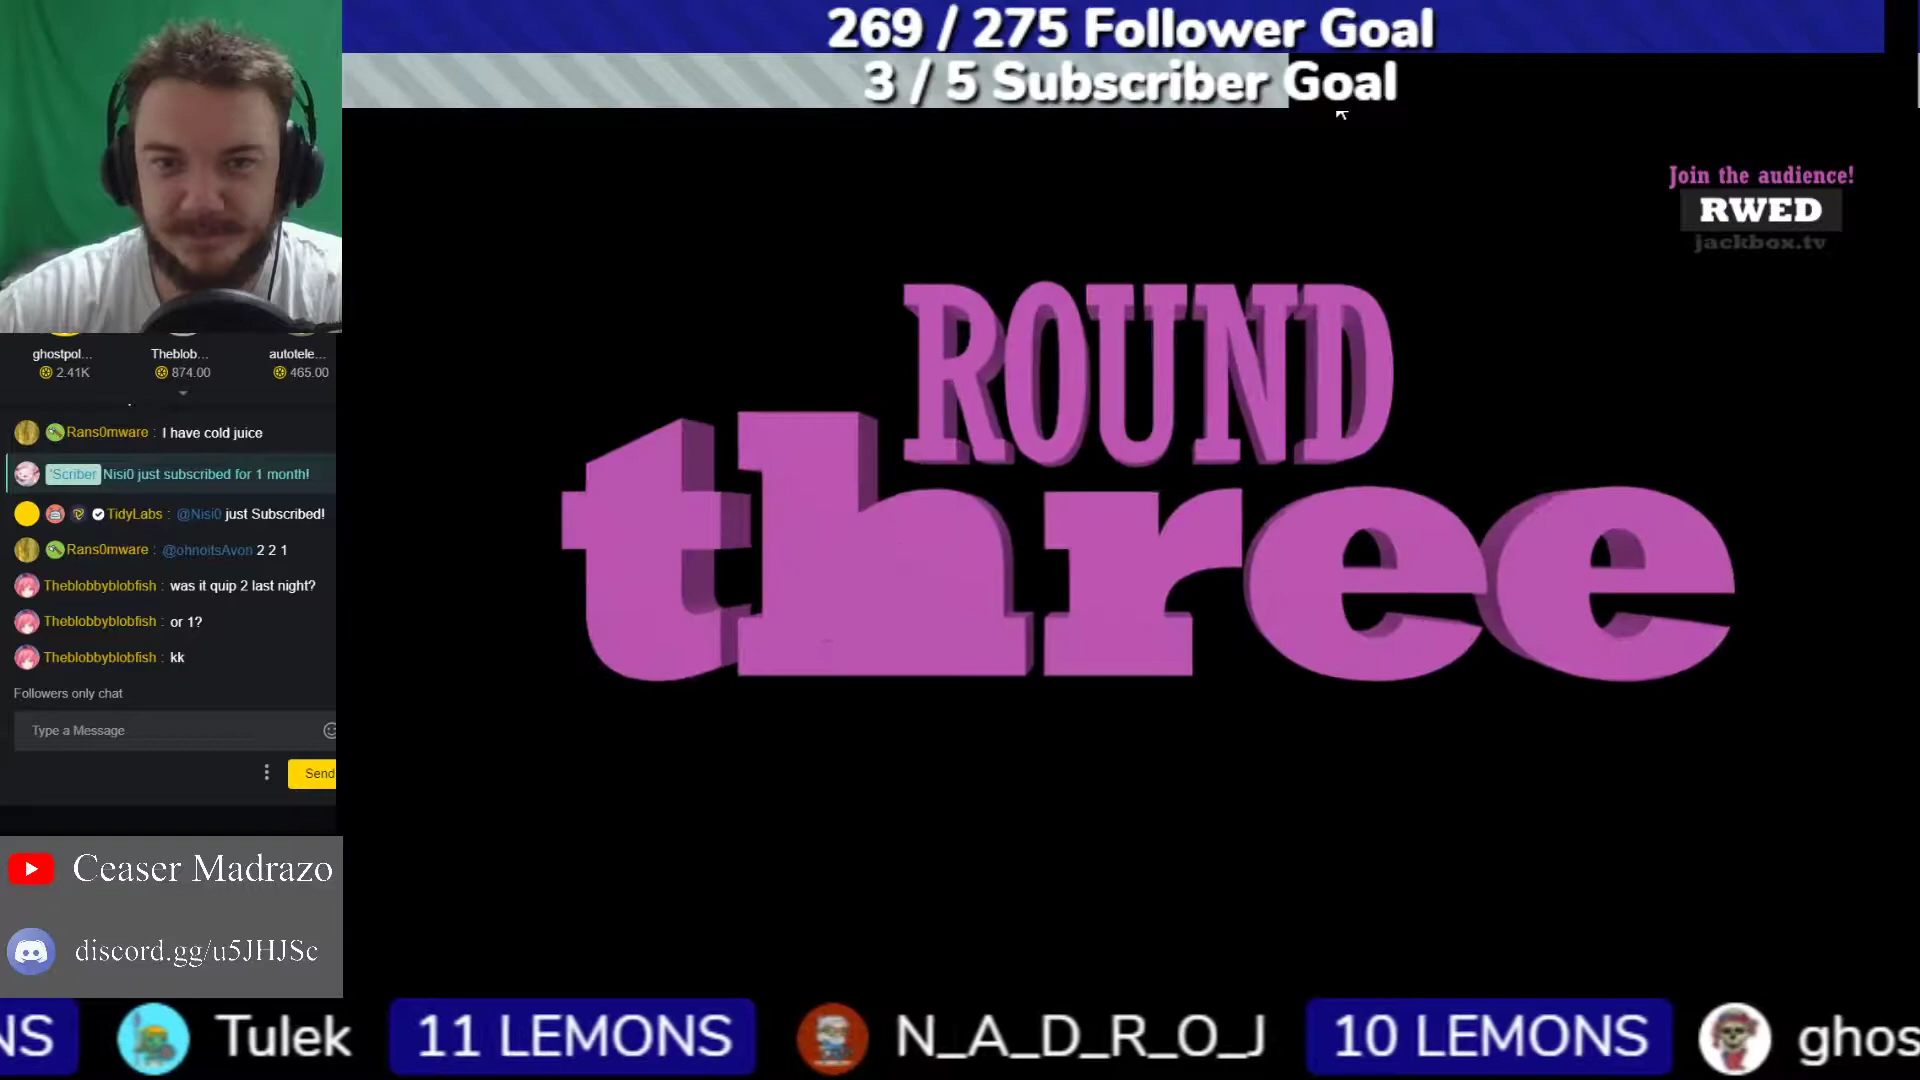 269 / 275 Follower Goal
3 / 5 Subscriber Goal
Join the audience!
RWED
jackbox.tv
ROUND
three
ghostpol... Theblob... autotele...
2.41K 874.00 465.00
Rans0mware : I have cold juice
'Scriber Nisi0 just subscribed for 1 month!
TidyLabs : @Nisi0 just Subscribed!
Rans0mware : @ohnoitsAvon 2 2 1
Theblobbyblobfish : was it quip 2 last night?
Theblobbyblobfish : or 1?
Theblobbyblobfish : kk
Followers only chat
Type a Message
Send
Ceaser Madrazo
discord.gg/u5JHJSc
NS Tulek 11 LEMONS N_A_D_R_O_J 10 LEMONS ghos